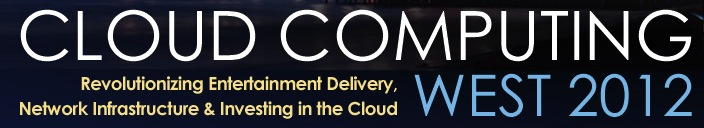 CLOUD COMPUTING
Revolutionizing Entertainment Delivery,
Network Infrastructure & Investing in the Cloud
WEST 2012